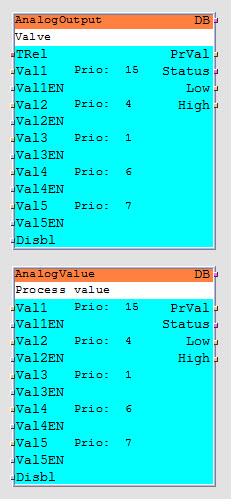 AnalogOutput DB
Valve
TRel PrVal
Val1 Prio: 15 Status
Val1EN Low
Val2 Prio: 4 High
Val2EN
Val3 Prio: 1
Val3EN
Val4 Prio: 6
Val4EN
Val5 Prio: 7
Val5EN
Disbl
AnalogValue DB
Process value
Val1 Prio: 15 PrVal
Val1EN Status
Val2 Prio: 4 Low
Val2EN High
Val3 Prio: 1
Val3EN
Val4 Prio: 6
Val4EN
Val5 Prio: 7
Val5EN
Disbl